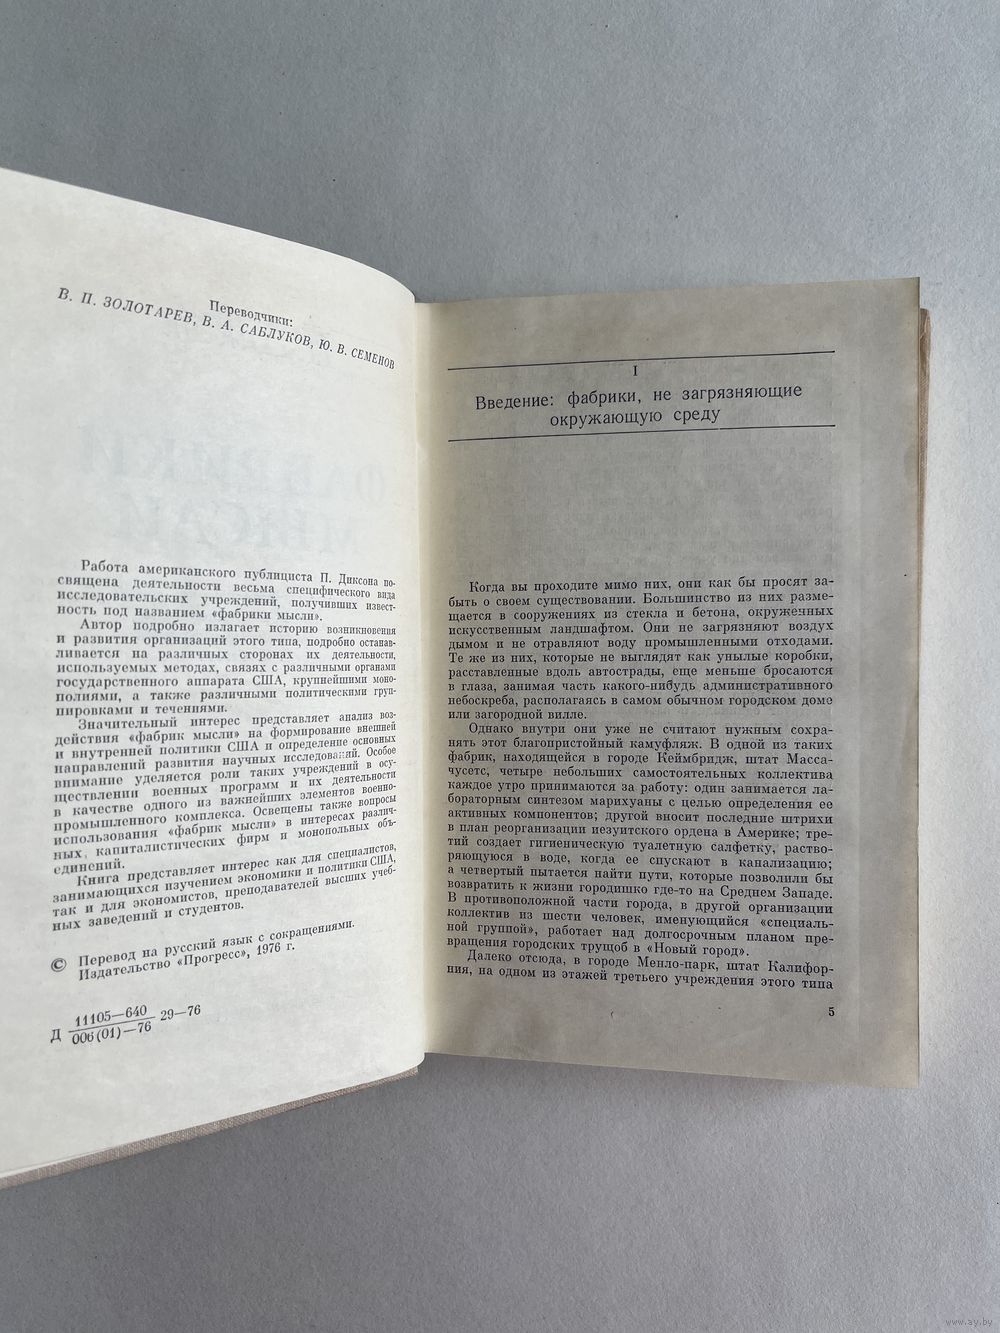 Переводчики:
В. П. ЗОЛОТАРЕВ, В. А. САБЛУКОВ, Ю. В. СЕМЕНОВ
Работа американского публициста П. Диксона по-
священа деятельности весьма специфического вида
исследовательских учреждений, получивших извест-
ность под названием «фабрики мысли».
Автор подробно излагает историю возникновения
и развития организаций этого типа, подробно останав-
ливается на различных сторонах их деятельности,
используемых методах, связях с различными органами
государственного аппарата США, крупнейшими моно-
полиями, а также различными политическими груп-
пировками и течениями.
Значительный интерес представляет анализ воз-
действия «фабрик мысли» на формирование внешней
и внутренней политики США и определение основных
направлений развития научных исследований. Особое
внимание уделяется роли таких учреждений в осу-
ществлении военных программ и их деятельности
в качестве одного из важнейших элементов военно-
промышленного комплекса. Освещены также вопросы
использования «фабрик мысли» в интересах различ-
ных капиталистических фирм и монопольных объ-
единений.
Книга представляет интерес как для специалистов,
занимающихся изучением экономики и политики США,
так и для экономистов, преподавателей высших учеб-
ных заведений и студентов.
© Перевод на русский язык с сокращениями.
Издательство «Прогресс», 1976 г.
Д 11105—640 29—76
006(01)—76
I
Введение: фабрики, не загрязняющие
окружающую среду
Когда вы проходите мимо них, они как бы просят за-
быть о своем существовании. Большинство из них разме-
щается в сооружениях из стекла и бетона, окруженных
искусственным ландшафтом. Они не загрязняют воздух
дымом и не отравляют воду промышленными отходами.
Те же из них, которые не выглядят как унылые коробки,
расставленные вдоль автострады, еще меньше бросаются
в глаза, занимая часть какого-нибудь административного
небоскреба, располагаясь в самом обычном городском доме
или загородной вилле.
Однако внутри они уже не считают нужным сохра-
нять этот благопристойный камуфляж. В одной из таких
фабрик, находящейся в городе Кеймбридж, штат Масса-
чусетс, четыре небольших самостоятельных коллектива
каждое утро принимаются за работу: один занимается ла-
бораторным синтезом марихуаны с целью определения ее
активных компонентов; другой вносит последние штрихи
в план реорганизации иезуитского ордена в Америке; тре-
тий создает гигиеническую туалетную салфетку, раство-
ряющуюся в воде, когда ее спускают в канализацию;
а четвертый пытается найти пути, которые позволили бы
возвратить к жизни городишко где-то на Среднем Западе.
В противоположной части города, в другой организации
коллектив из шести человек, именующийся «специаль-
ной группой», работает над долгосрочным планом пре-
вращения городских трущоб в «Новый город».
Далеко отсюда, в городе Менло-парк, штат Калифор-
ния, на одном из этажей третьего учреждения этого типа
5
www.ay.by